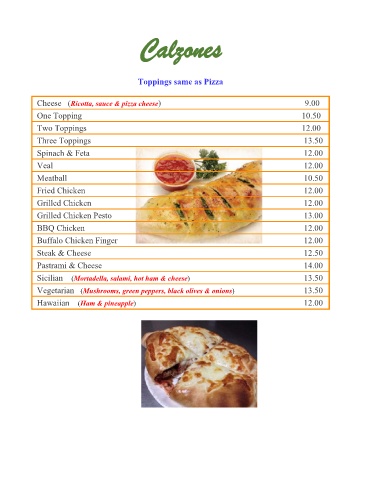 Calzones
Toppings same as Pizza
Cheese (Ricotta, sauce & pizza cheese) 9.00
One Topping 10.50
Two Toppings 12.00
Three Toppings 13.50
Spinach & Feta 12.00
Veal 12.00
Meatball 10.50
Fried Chicken 12.00
Grilled Chicken 12.00
Grilled Chicken Pesto 13.00
BBQ Chicken 12.00
Buffalo Chicken Finger 12.00
Steak & Cheese 12.50
Pastrami & Cheese 14.00
Sicilian (Mortadella, salami, hot ham & cheese) 13.50
Vegetarian (Mushrooms, green peppers, black olives & onions) 13.50
Hawaiian (Ham & pineapple) 12.00